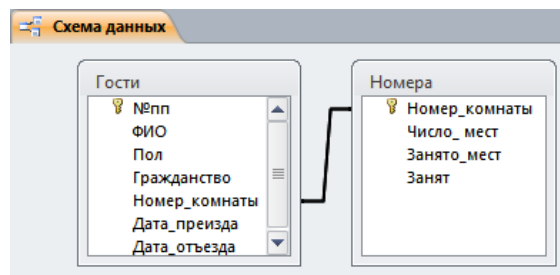 Схема данных
Гости
№пп
ФИО
Пол
Гражданство
Номер_комнаты
Дата_преизда
Дата_отъезда
Номера
Номер_комнаты
Число_ мест
Занято_мест
Занят